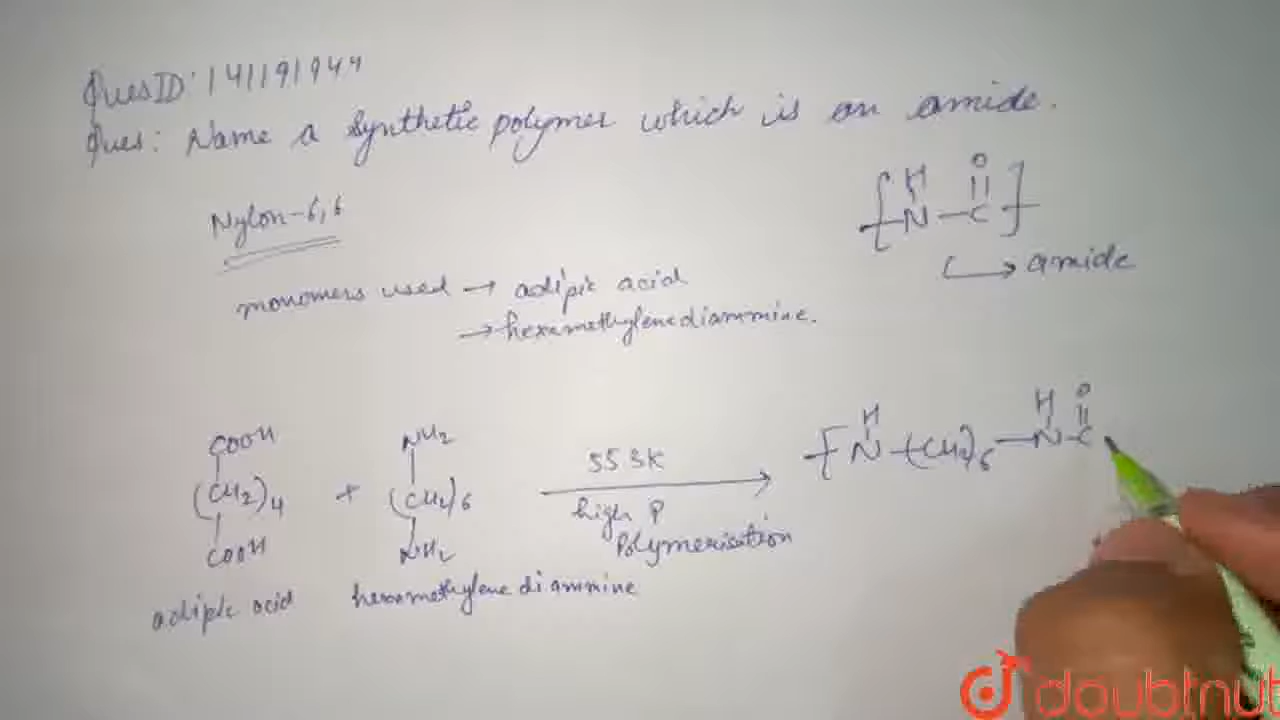 QuesID: 141191944
Ques: Name a synthetic polymer which is an amide.
H O
N - C
→ amide
Nylon-6,6
monomers used → adipic acid
→ hexamethylenediammine.
COOH
(CH2)4
COOH
+
NH2
(CH2)6
NH2
553K
high P
Polymerisation
H H O
[ N (CH2)6 - N - C
adipic acid
hexamethylene diammine
doubtnut